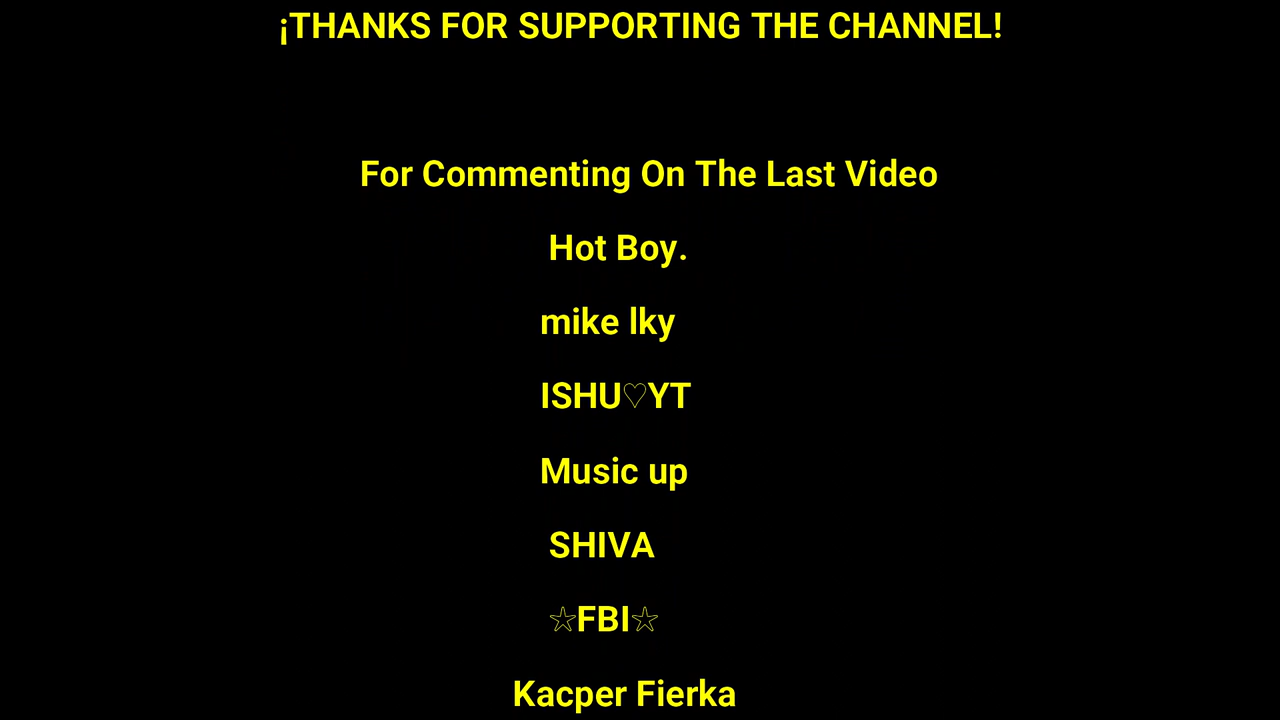 ¡THANKS FOR SUPPORTING THE CHANNEL!
For Commenting On The Last Video
Hot Boy.
mike lky
ISHU♡YT
Music up
SHIVA
☆FBI☆
Kacper Fierka